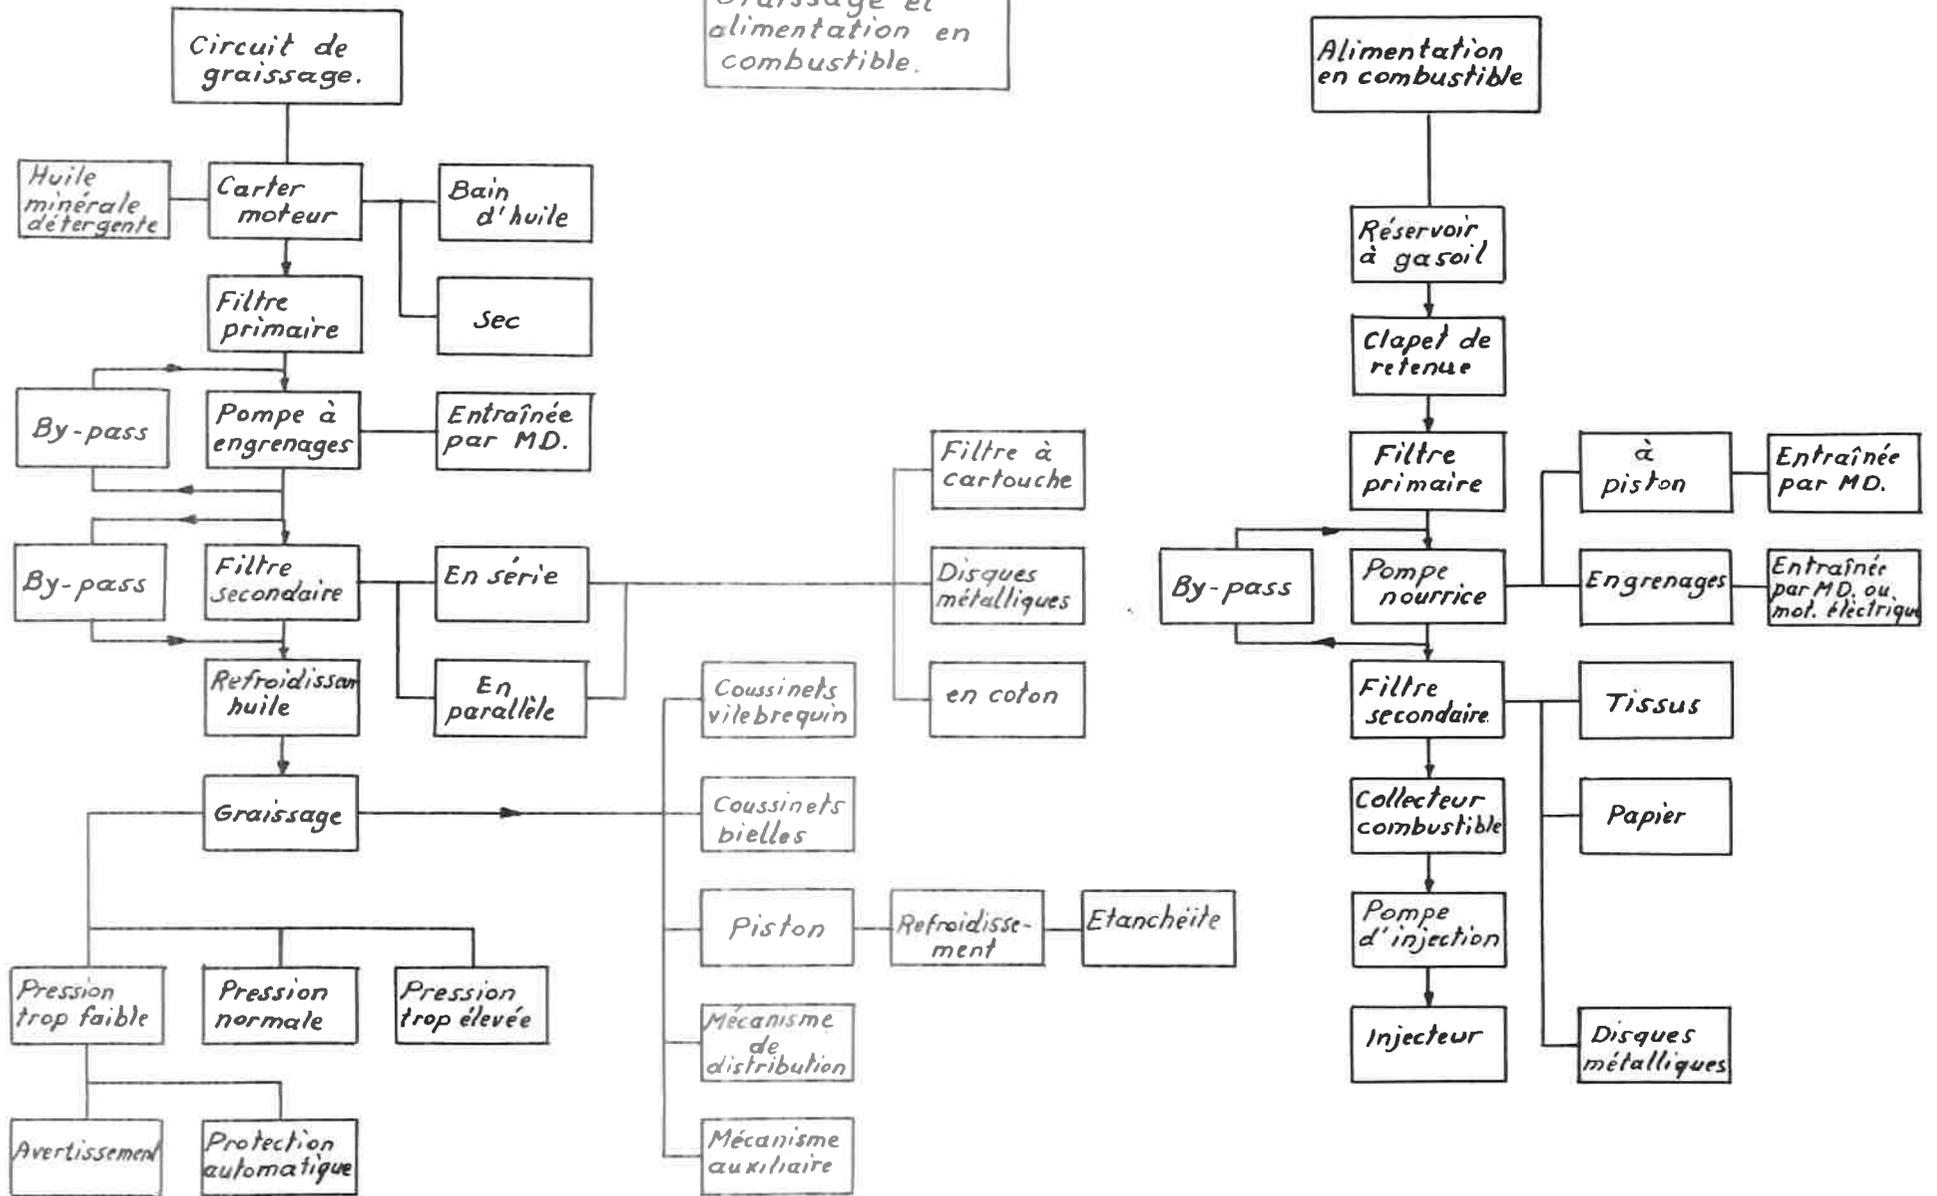 Graissage et
alimentation en
combustible.
Circuit de
graissage.
Huile
minérale
détergente
Carter
moteur
Bain
d'huile
Sec
Filtre
primaire
By-pass
Pompe à
engrenages
Entraînée
par MD.
By-pass
Filtre
secondaire
En série
En
parallèle
Filtre à
cartouche
Disques
métalliques
en coton
Refroidisseur
huile
Graissage
Coussinets
vilebrequin
Coussinets
bielles
Piston
Refroidisse-
ment
Etanchéite
Mécanisme
de
distribution
Mécanisme
auxiliaire
Pression
trop faible
Pression
normale
Pression
trop élevée
Avertissement
Protection
automatique
Alimentation
en combustible
Réservoir
à gasoil
Clapet de
retenue
Filtre
primaire
By-pass
Pompe
nourrice
à
piston
Entraînée
par MD.
Engrenages
Entraînée
par MD. ou
mot. électrique
Filtre
secondaire
Tissus
Papier
Disques
métalliques
Collecteur
combustible
Pompe
d'injection
Injecteur